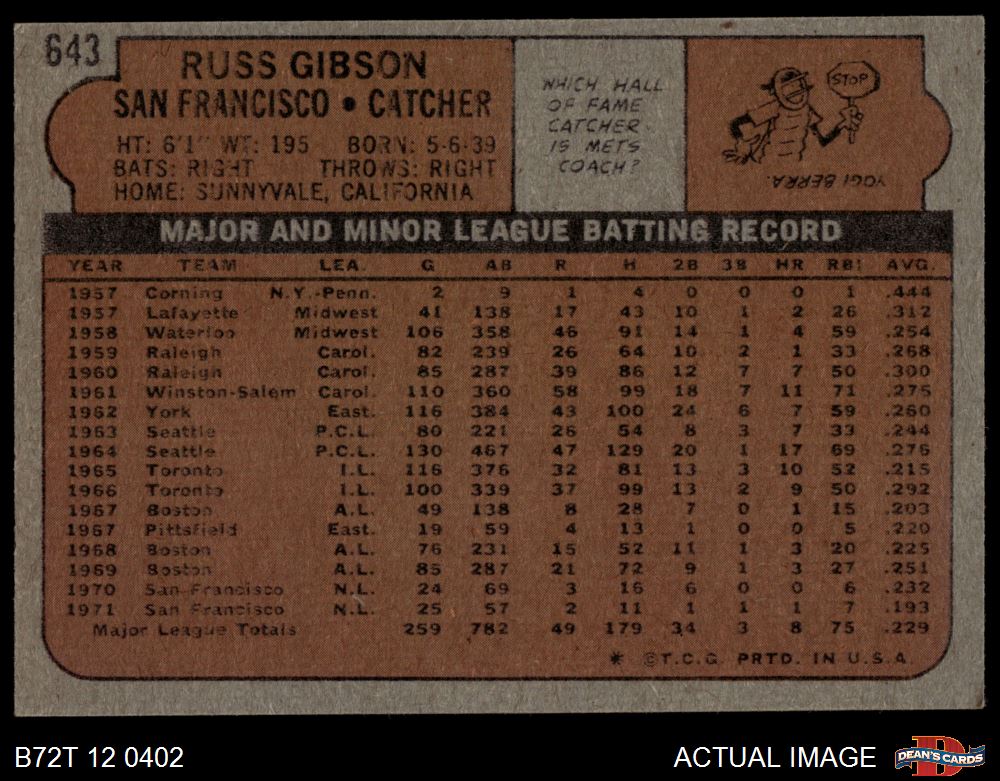 643
RUSS GIBSON
SAN FRANCISCO • CATCHER
HT: 6'1" WT: 195 BORN: 5-6-39
BATS: RIGHT THROWS: RIGHT
HOME: SUNNYVALE, CALIFORNIA
WHICH HALL
OF FAME
CATCHER
IS METS
COACH?
STOP
YOGI BERRA.
MAJOR AND MINOR LEAGUE BATTING RECORD
YEAR TEAM LEA. G AB R H 2B 3B HR RBI AVG.
1957 Corning N.Y.-Penn. 2 9 1 4 0 0 0 1 .444
1957 Lafayette Midwest 41 138 17 43 10 1 2 26 .312
1958 Waterloo Midwest 106 358 46 91 14 1 4 59 .254
1959 Raleigh Carol. 82 239 26 64 10 2 1 33 .268
1960 Raleigh Carol. 85 287 39 86 12 7 7 50 .300
1961 Winston-Salem Carol. 110 360 58 99 18 7 11 71 .275
1962 York East. 116 384 43 100 24 6 7 59 .260
1963 Seattle P.C.L. 80 221 26 54 8 3 7 33 .244
1964 Seattle P.C.L. 130 467 47 129 20 1 17 69 .276
1965 Toronto I.L. 116 376 32 81 13 3 10 52 .215
1966 Toronto I.L. 100 339 37 99 13 2 9 50 .292
1967 Boston A.L. 49 138 8 28 7 0 1 15 .203
1967 Pittsfield East. 19 59 4 13 1 0 0 5 .220
1968 Boston A.L. 76 231 15 52 11 1 3 20 .225
1969 Boston A.L. 85 287 21 72 9 1 3 27 .251
1970 San Francisco N.L. 24 69 3 16 6 0 0 6 .232
1971 San Francisco N.L. 25 57 2 11 1 1 1 7 .193
Major League Totals 259 782 49 179 34 3 8 75 .229
* ©T.C.G. PRTD. IN U.S.A.
B72T 12 0402
ACTUAL IMAGE
D
DEAN'S CARDS